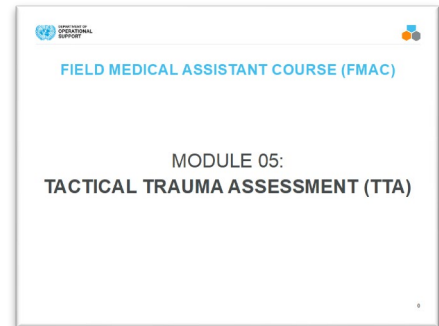 DEPARTMENT OF
OPERATIONAL
SUPPORT
FIELD MEDICAL ASSISTANT COURSE (FMAC)
MODULE 05:
TACTICAL TRAUMA ASSESSMENT (TTA)